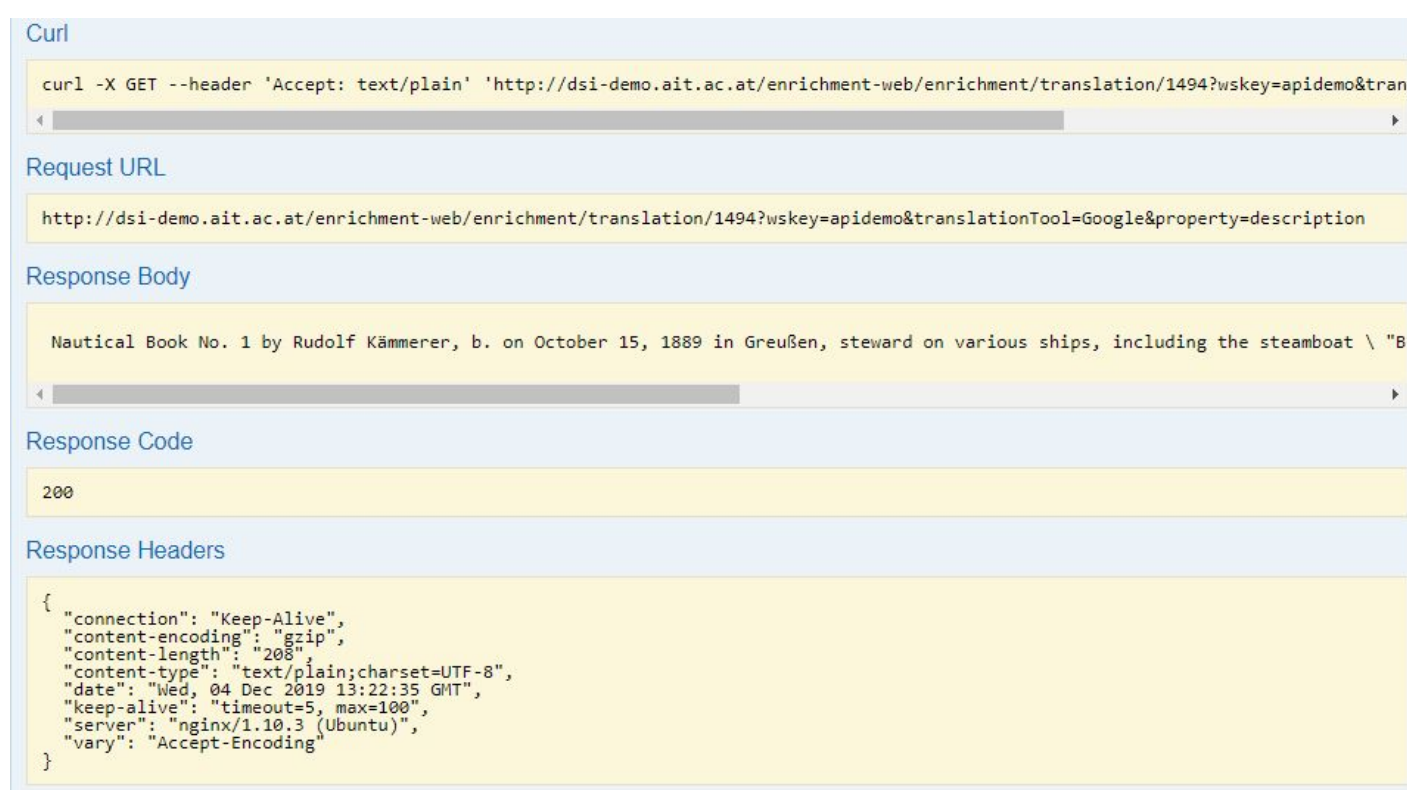 Curl
curl -X GET --header 'Accept: text/plain' 'http://dsi-demo.ait.ac.at/enrichment-web/enrichment/translation/1494?wskey=apidemo&tran
Request URL
http://dsi-demo.ait.ac.at/enrichment-web/enrichment/translation/1494?wskey=apidemo&translationTool=Google&property=description
Response Body
Nautical Book No. 1 by Rudolf Kämmerer, b. on October 15, 1889 in Greußen, steward on various ships, including the steamboat \ "B
Response Code
200
Response Headers
{
"connection": "Keep-Alive",
"content-encoding": "gzip",
"content-length": "208",
"content-type": "text/plain;charset=UTF-8",
"date": "Wed, 04 Dec 2019 13:22:35 GMT",
"keep-alive": "timeout=5, max=100",
"server": "nginx/1.10.3 (Ubuntu)",
"vary": "Accept-Encoding"
}